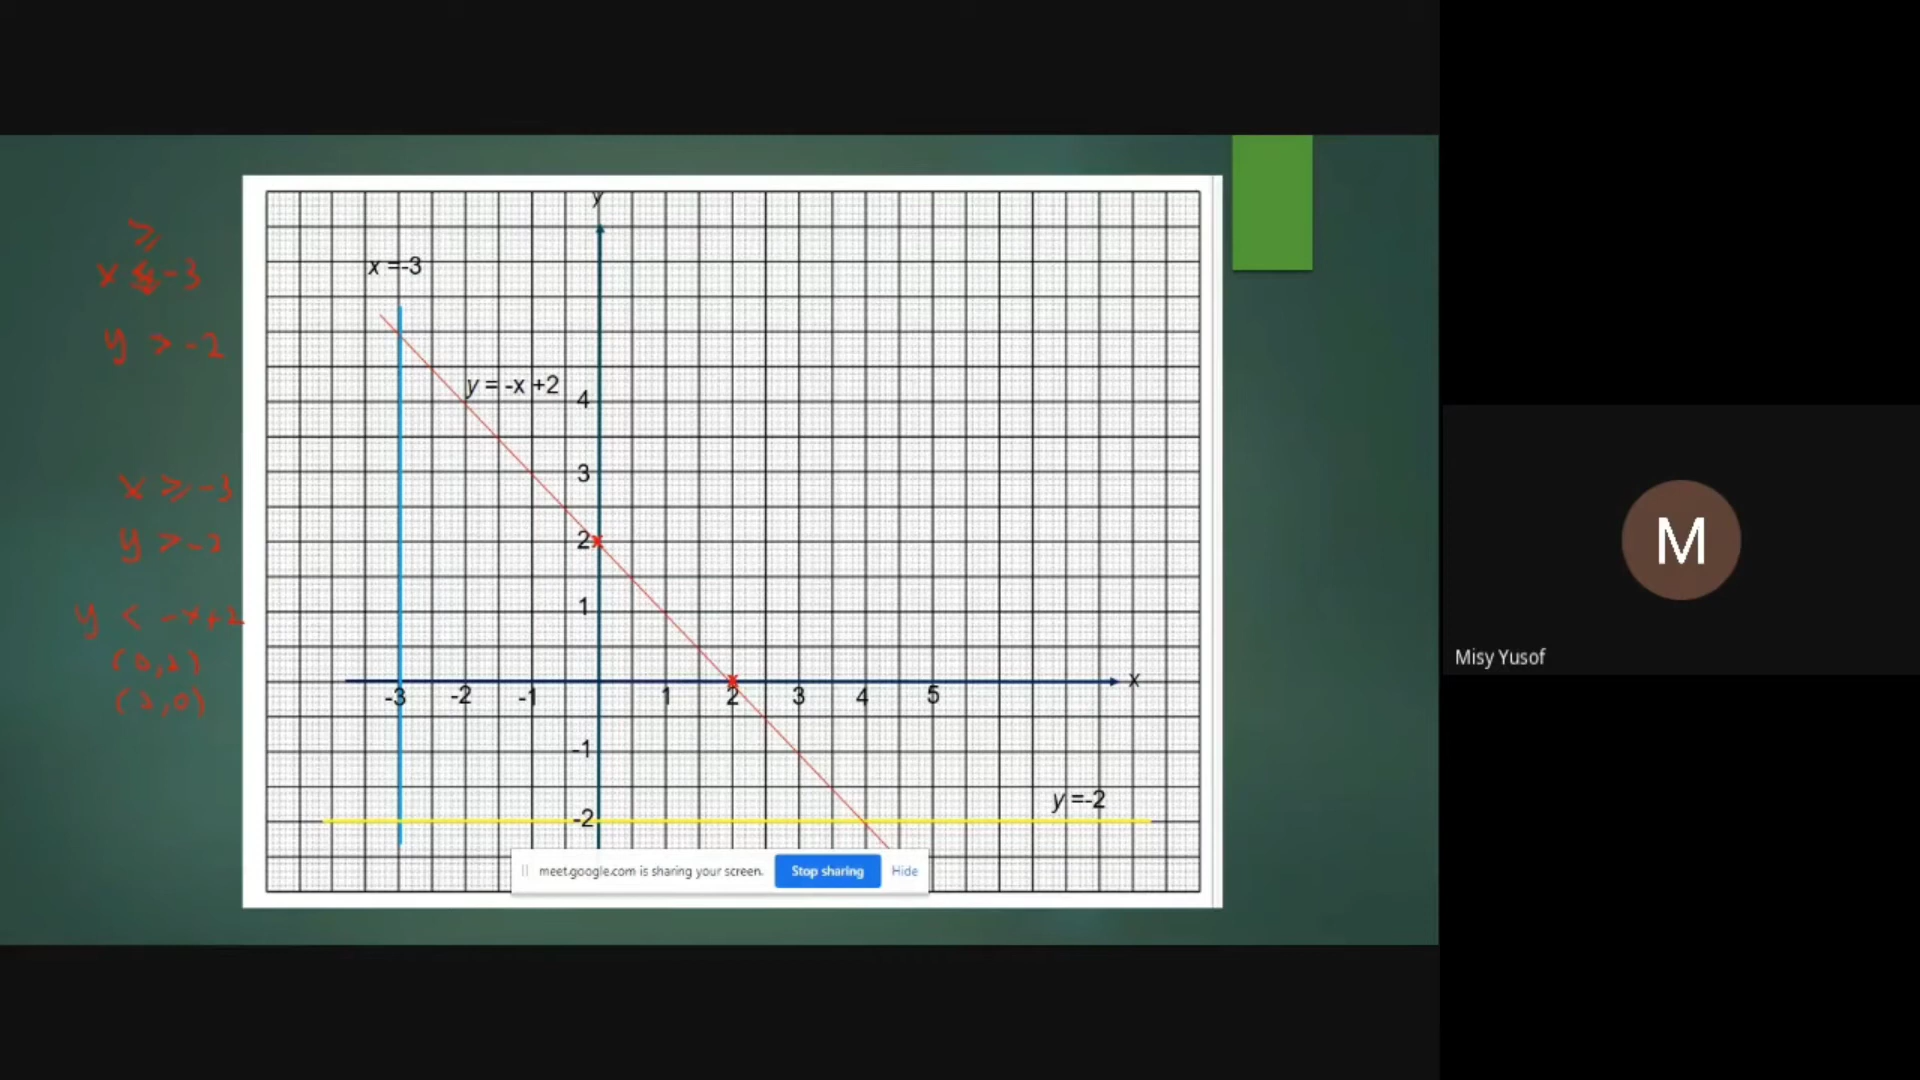 ≥
x ≤ -3
y > -2
x ≥ -3
y > -2
y < -x+2
(0,2)
(2,0)
y
x =-3
y = -x +2
4
3
2
1
-3 -2 -1 1 2 3 4 5 x
-1
-2
y =-2
meet.google.com is sharing your screen. Stop sharing Hide
M
Misy Yusof